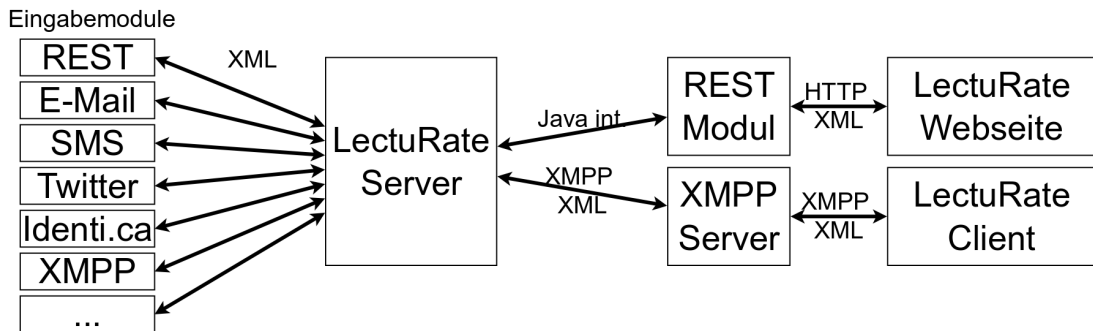 Eingabemodule
REST
E-Mail
SMS
Twitter
Identi.ca
XMPP
...
XML
LectuRate
Server
Java int.
XMPP
XML
REST
Modul
XMPP
Server
HTTP
XML
XMPP
XML
LectuRate
Webseite
LectuRate
Client